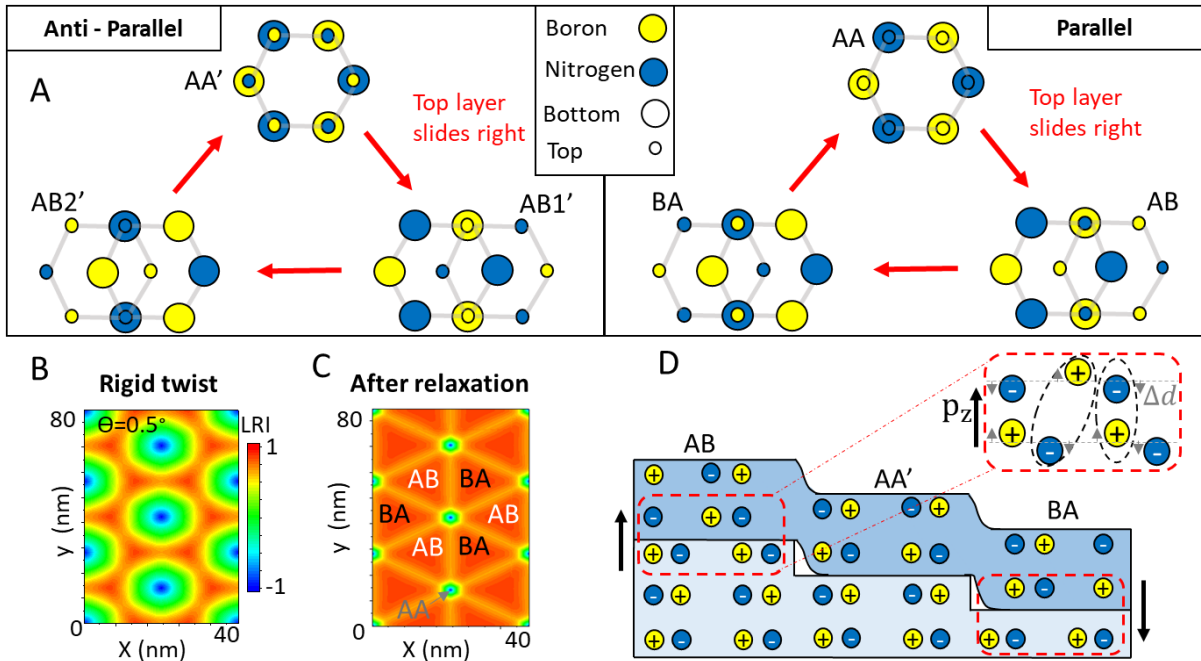 Anti - Parallel
A
AA’
Top layer
slides right
AB2’
AB1’
Boron
Nitrogen
Bottom
Top
Parallel
AA
Top layer
slides right
BA
AB
B
Rigid twist
ϴ=0.5°
LRI
1
-1
80
0
y (nm)
40
X (nm)
C
After relaxation
80
0
y (nm)
40
X (nm)
AB BA
BA AB
AB BA
AA
D
AB
AA’
BA
p_z
Δd
+ - + - + - + -
- + - - + - + - + - + -
+ - + - - + - + + - +
- + - + - + - +
+ - + - + - + - + - + -
+ - +
+ - + - -